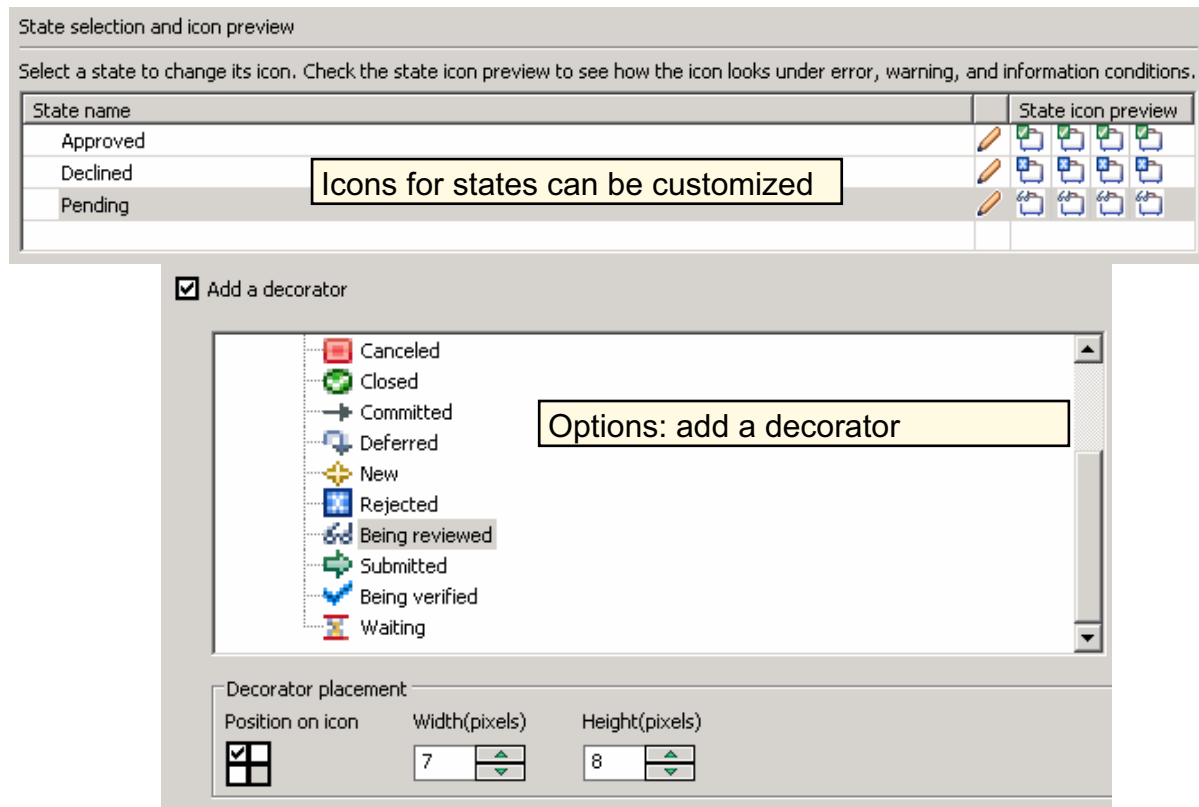 State selection and icon preview
Select a state to change its icon. Check the state icon preview to see how the icon looks under error, warning, and information conditions.
State name State icon preview
Approved
Declined
Icons for states can be customized
Pending
Add a decorator
Canceled
Closed
Committed
Options: add a decorator
Deferred
New
Rejected
Being reviewed
Submitted
Being verified
Waiting
Decorator placement
Position on icon Width(pixels) Height(pixels)
7 8